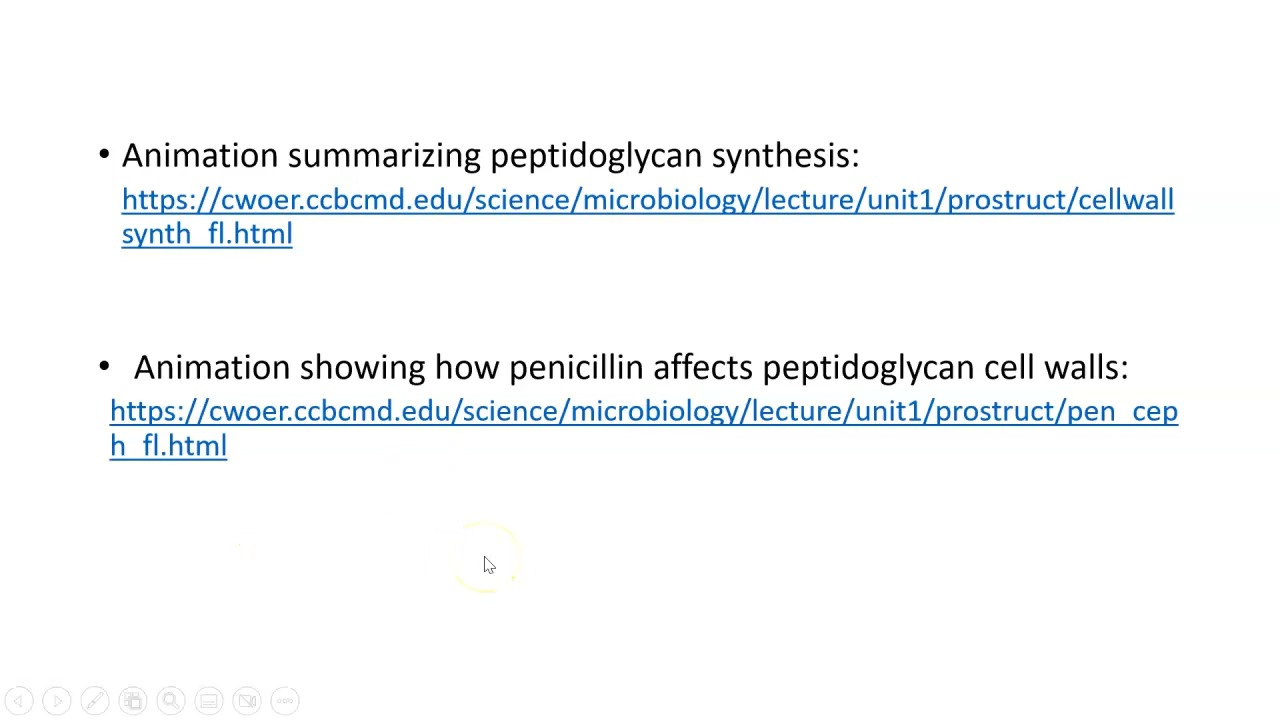 • Animation summarizing peptidoglycan synthesis:
https://cwoer.ccbcmd.edu/science/microbiology/lecture/unit1/prostruct/cellwall
synth_fl.html
• Animation showing how penicillin affects peptidoglycan cell walls:
https://cwoer.ccbcmd.edu/science/microbiology/lecture/unit1/prostruct/pen_cep
h_fl.html